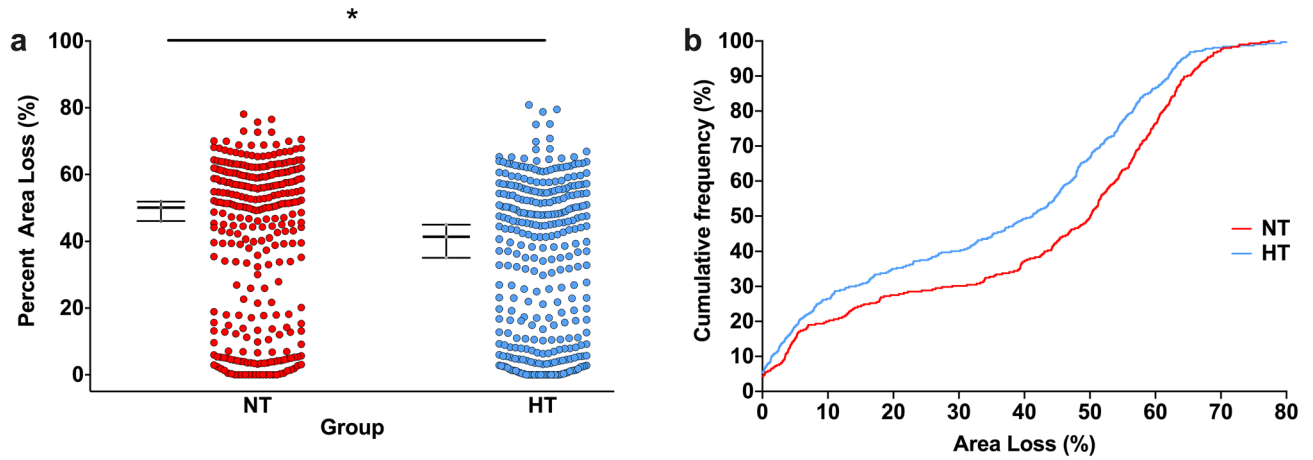 a
*
Percent Area Loss (%)
100
80
60
40
20
0
NT
HT
Group
b
Cumulative frequency (%)
100
90
80
70
60
50
40
30
20
10
0
0 10 20 30 40 50 60 70 80
Area Loss (%)
NT
HT